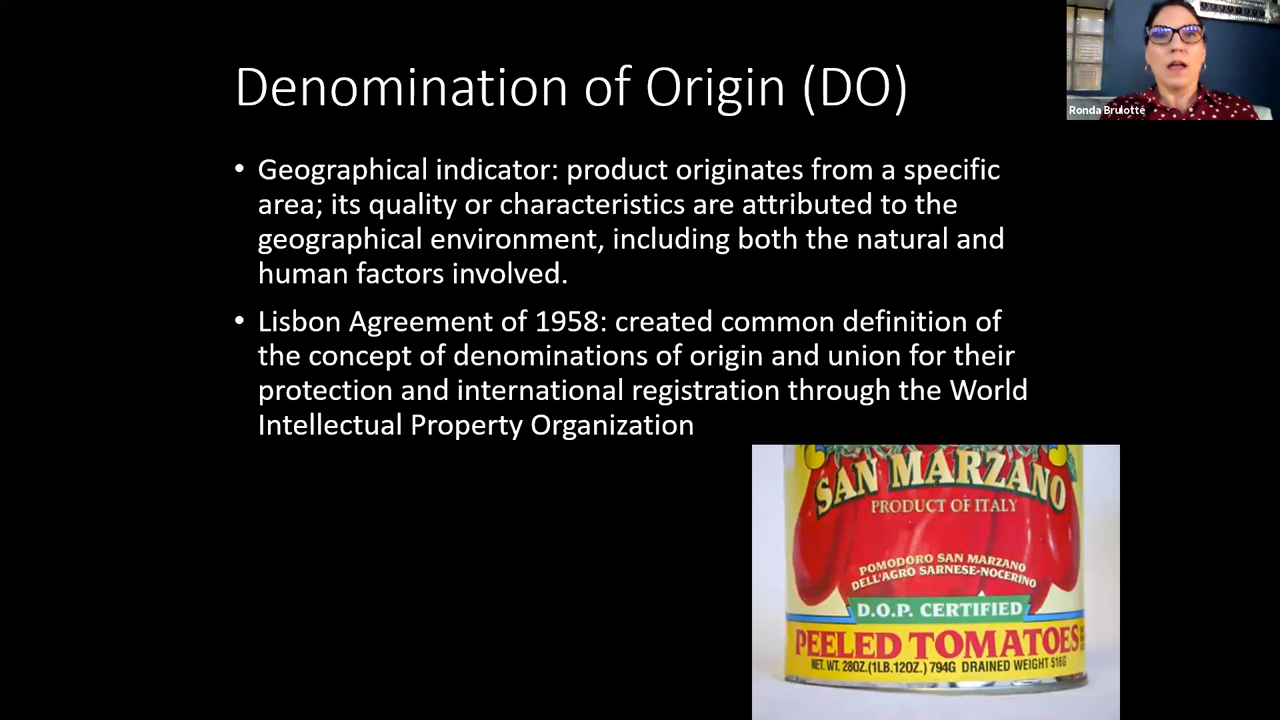 Denomination of Origin (DO)
Ronda Brulotte
• Geographical indicator: product originates from a specific
area; its quality or characteristics are attributed to the
geographical environment, including both the natural and
human factors involved.
• Lisbon Agreement of 1958: created common definition of
the concept of denominations of origin and union for their
protection and international registration through the World
Intellectual Property Organization
SAN MARZANO
PRODUCT OF ITALY
POMODORO SAN MARZANO
DELL'AGRO SARNESE-NOCERINO
D.O.P. CERTIFIED
PEELED TOMATOES
NET. WT. 28OZ.(1LB.12OZ.) 794G DRAINED WEIGHT 516G